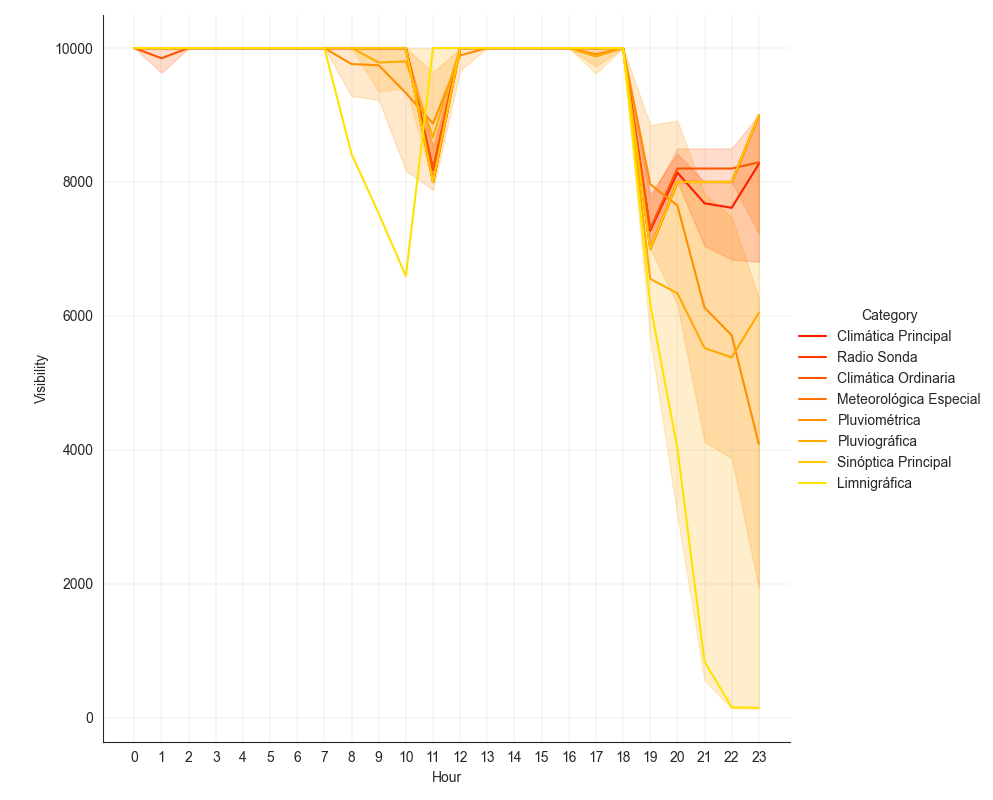 10000
8000
6000
4000
2000
0
Visibility
0 1 2 3 4 5 6 7 8 9 10 11 12 13 14 15 16 17 18 19 20 21 22 23
Hour
Category
Climática Principal
Radio Sonda
Climática Ordinaria
Meteorológica Especial
Pluviométrica
Pluviográfica
Sinóptica Principal
Limnigráfica